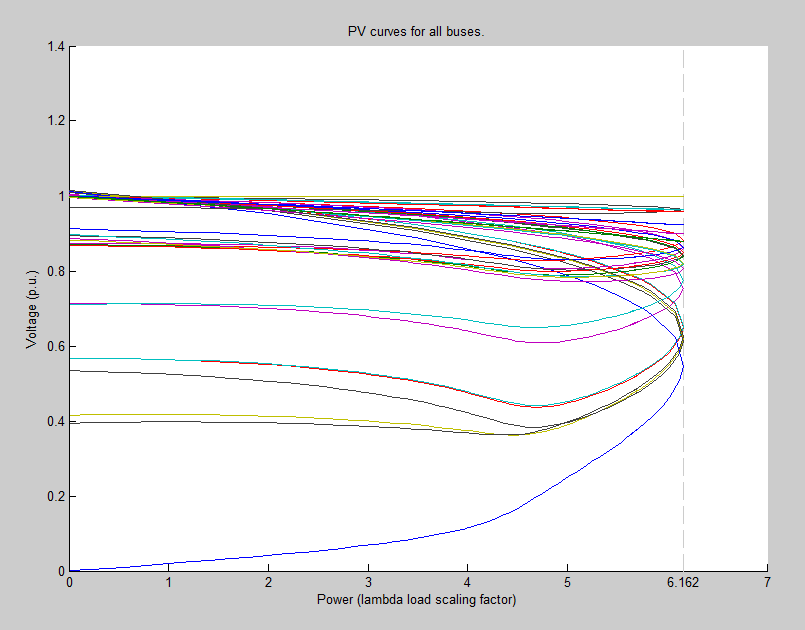 PV curves for all buses.
1.4
1.2
1
0.8
0.6
0.4
0.2
0
Voltage (p.u.)
0 1 2 3 4 5 6.162 7
Power (lambda load scaling factor)